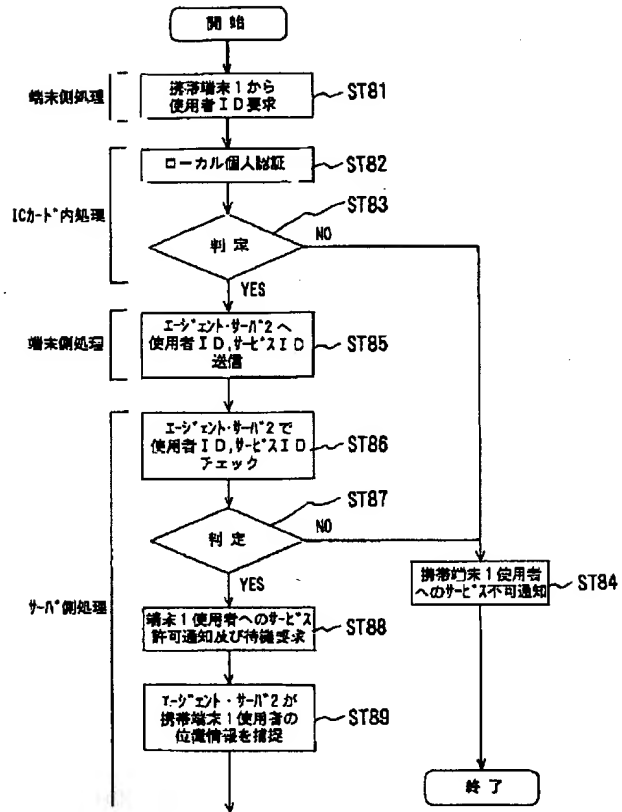 開始
端末側処理
携帯端末1から
使用者ID要求
ST81
ICカード内処理
ローカル個人認証
ST82
ST83
判定
NO
YES
端末側処理
エージェント・サーバ2へ
使用者ID,サービスID
送信
ST85
サーバ側処理
エージェント・サーバ2で
使用者ID,サービスID
チェック
ST86
ST87
判定
NO
YES
携帯端末1使用者
へのサービス不可通知
ST84
端末1使用者へのサービス
許可通知及び待機要求
ST88
エージェント・サーバ2が
携帯端末1使用者の
位置情報を捕捉
ST89
終了